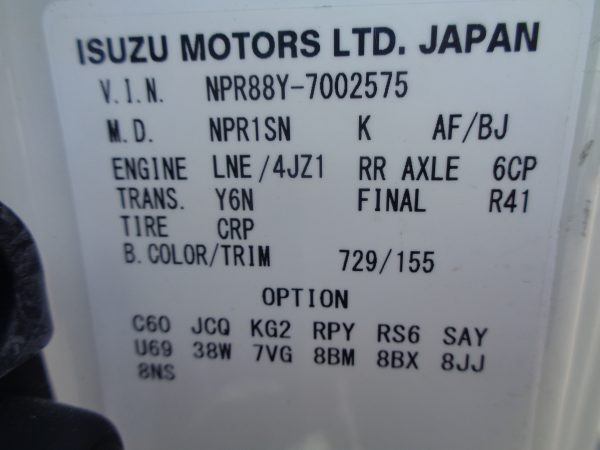 ISUZU MOTORS LTD. JAPAN
V.I.N. NPR88Y-7002575
M.D. NPR1SN K AF/BJ
ENGINE LNE/4JZ1 RR AXLE 6CP
TRANS. Y6N FINAL R41
TIRE CRP
B.COLOR/TRIM 729/155
OPTION
C60 JCQ KG2 RPY RS6 SAY
U69 38W 7VG 8BM 8BX 8JJ
8NS